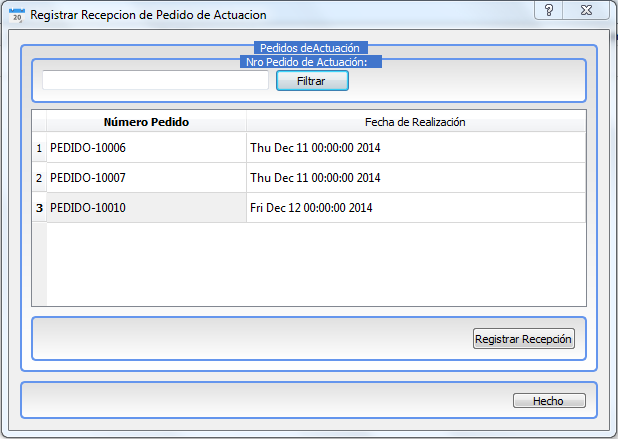 20
Registrar Recepcion de Pedido de Actuacion
?
Pedidos deActuación
Nro Pedido de Actuación:
Filtrar
Número Pedido Fecha de Realización
1 PEDIDO-10006 Thu Dec 11 00:00:00 2014
2 PEDIDO-10007 Thu Dec 11 00:00:00 2014
3 PEDIDO-10010 Fri Dec 12 00:00:00 2014
Registrar Recepción
Hecho